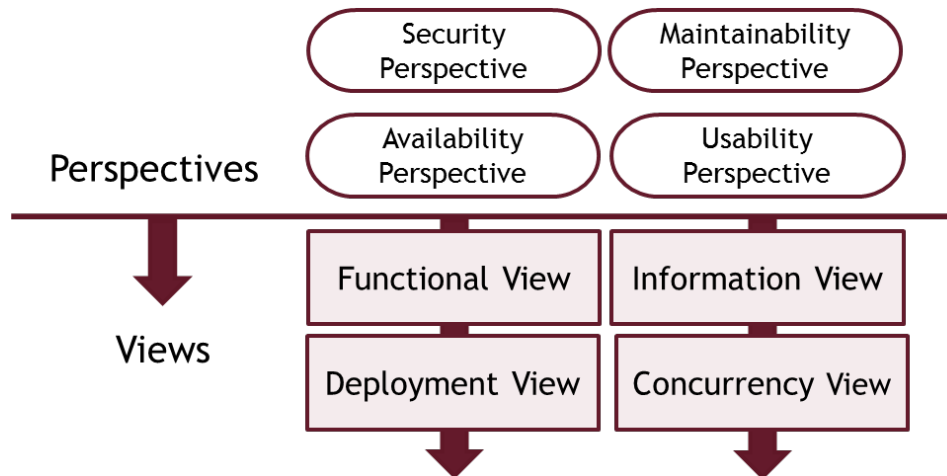 Security
Perspective
Maintainability
Perspective
Availability
Perspective
Usability
Perspective
Perspectives
Functional View
Information View
Views
Deployment View
Concurrency View